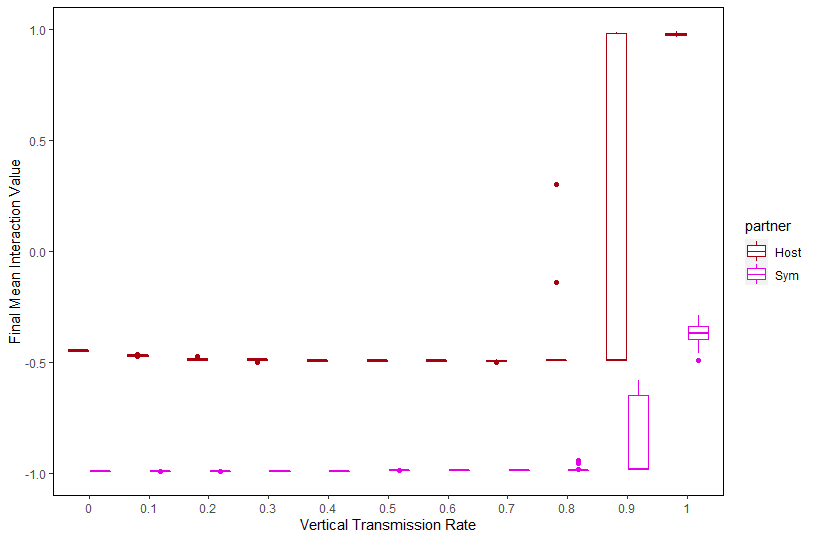 1.0
0.5
0.0
-0.5
-1.0
Final Mean Interaction Value
0 0.1 0.2 0.3 0.4 0.5 0.6 0.7 0.8 0.9 1
Vertical Transmission Rate
partner
Host
Sym